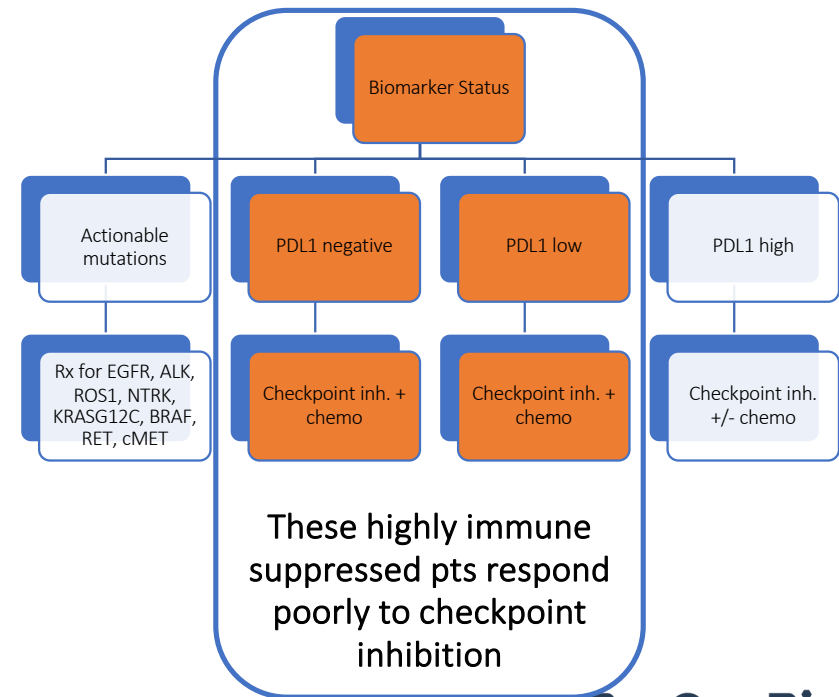 Biomarker Status
Actionable
mutations
PDL1 negative
PDL1 low
PDL1 high
Rx for EGFR, ALK,
ROS1, NTRK,
KRASG12C, BRAF,
RET, cMET
Checkpoint inh. +
chemo
Checkpoint inh. +
chemo
Checkpoint inh.
+/- chemo
These highly immune
suppressed pts respond
poorly to checkpoint
inhibition